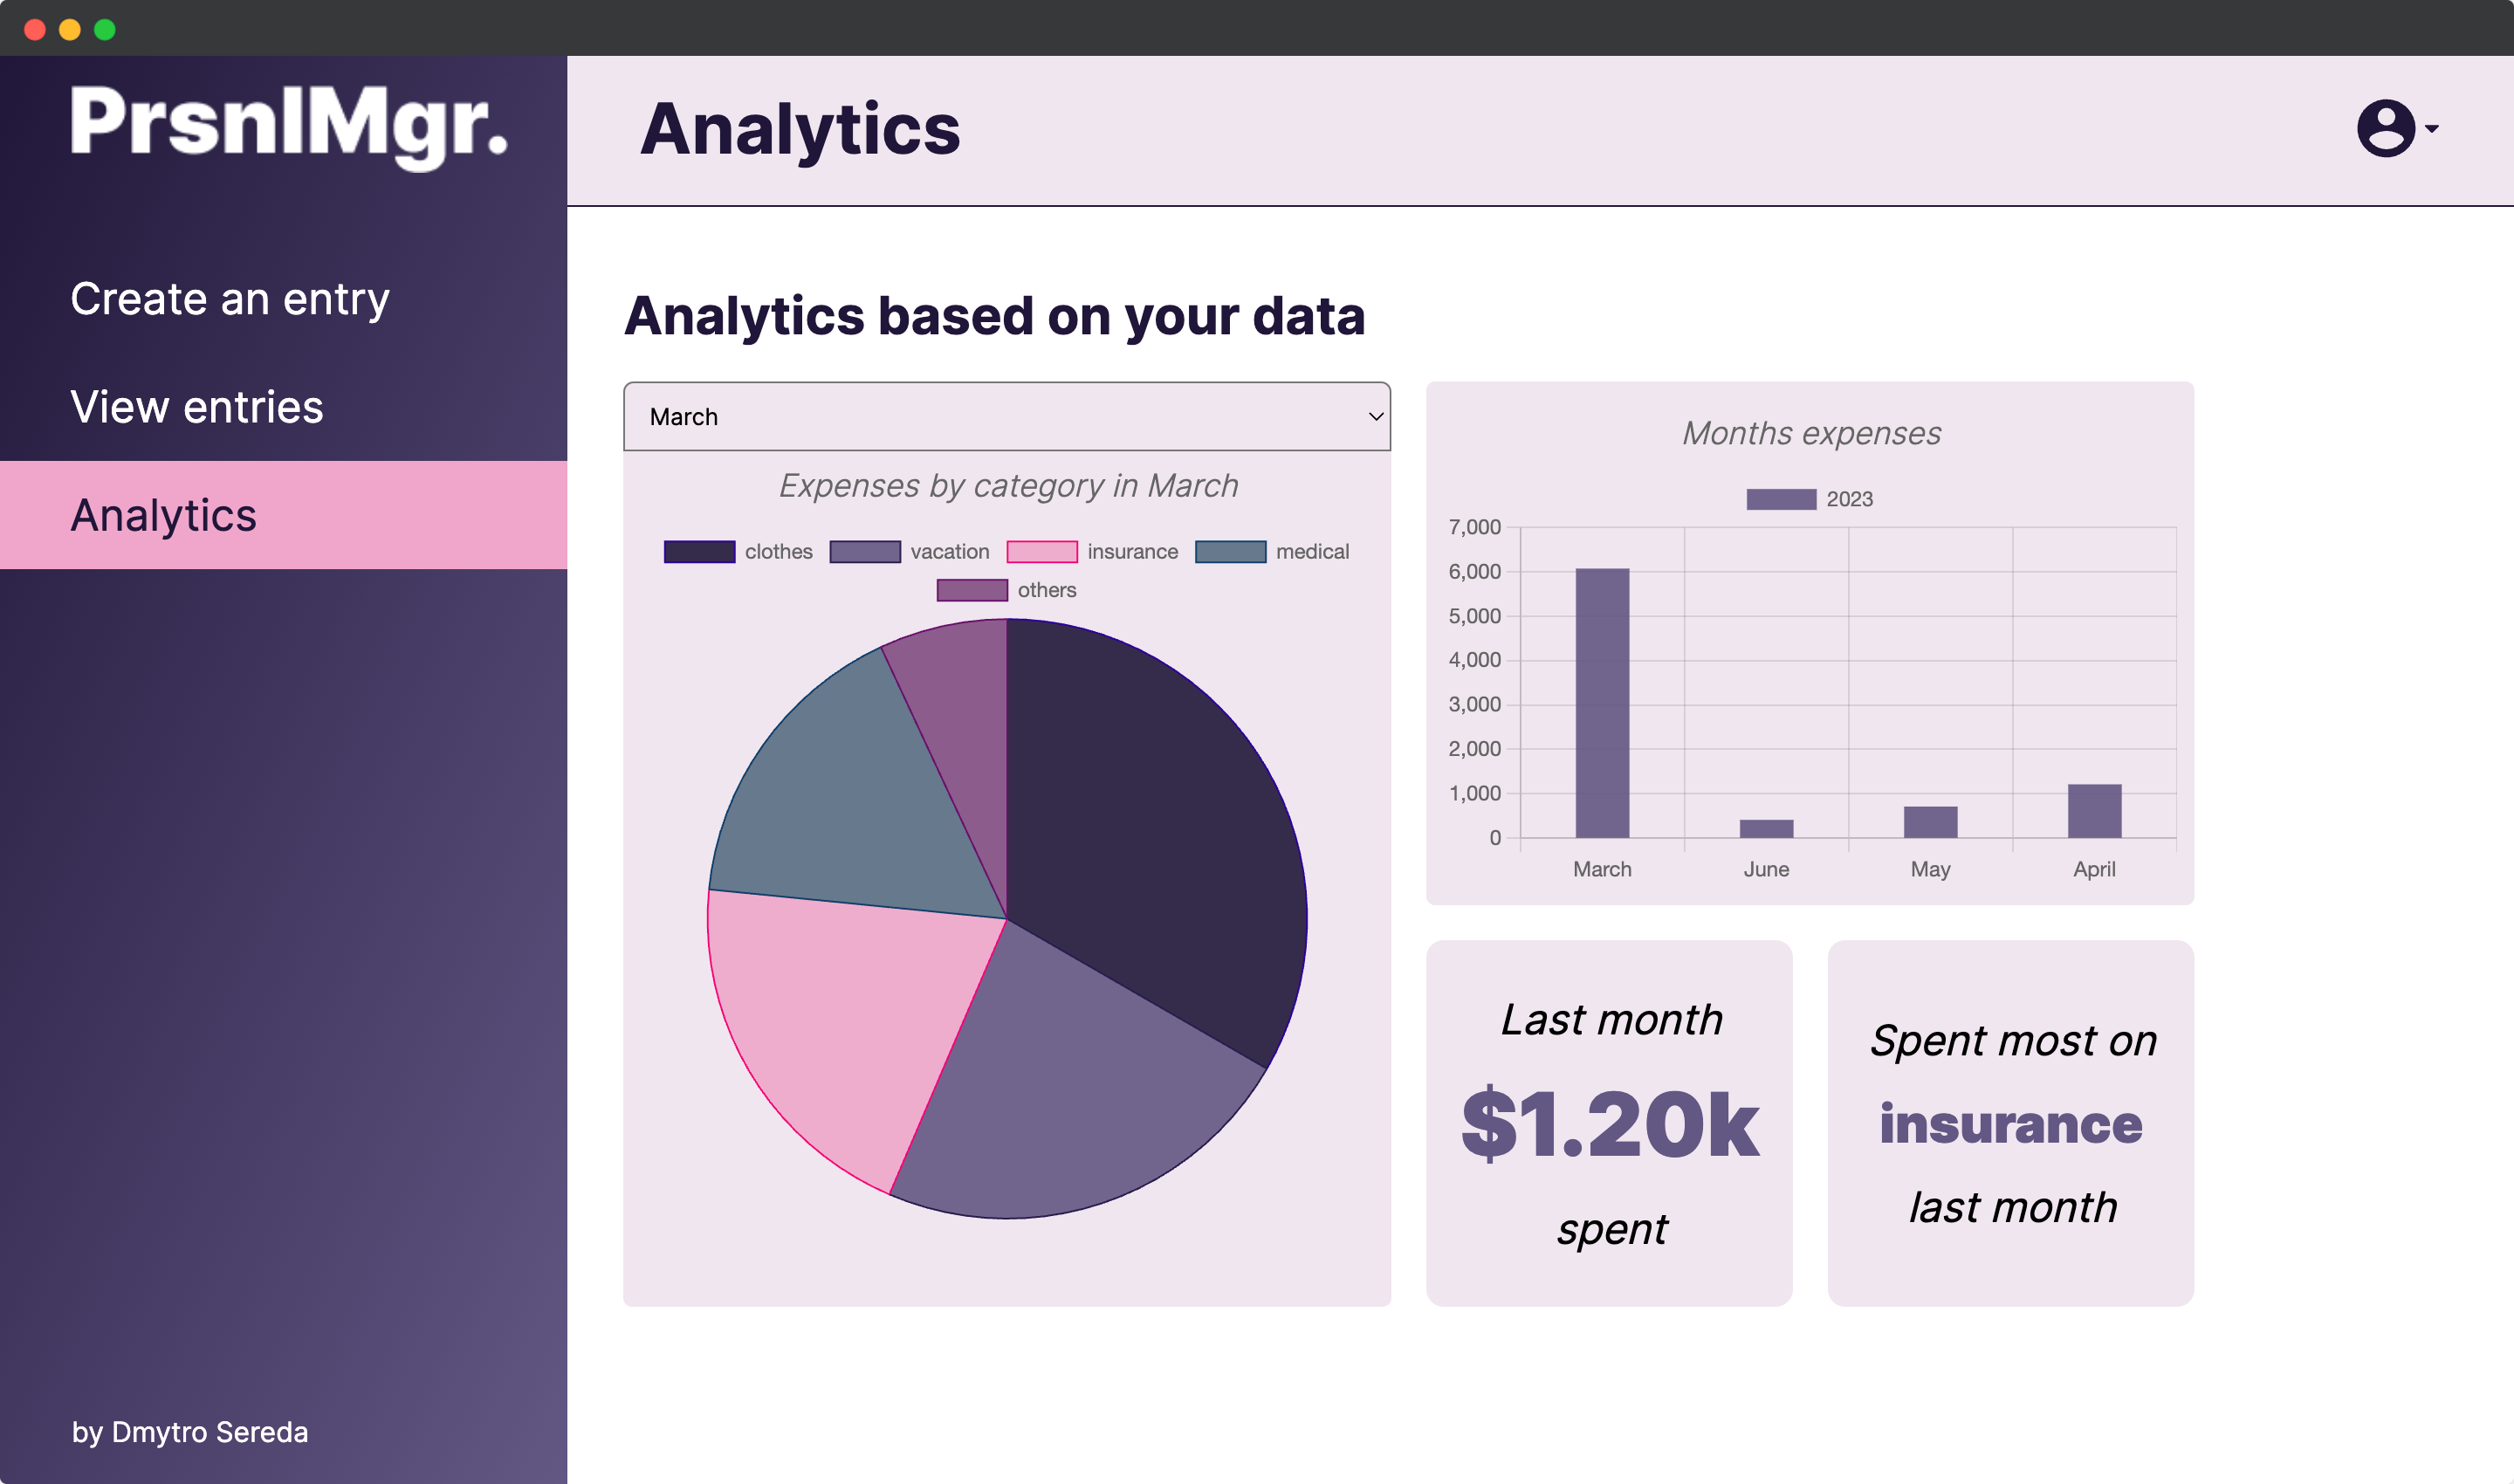 PrsnlMgr.
Create an entry
View entries
Analytics
by Dmytro Sereda
Analytics
Analytics based on your data
March
Expenses by category in March
clothes vacation insurance medical
others
Months expenses
2023
7,000
6,000
5,000
4,000
3,000
2,000
1,000
0
March June May April
Last month
$1.20k
spent
Spent most on
insurance
last month